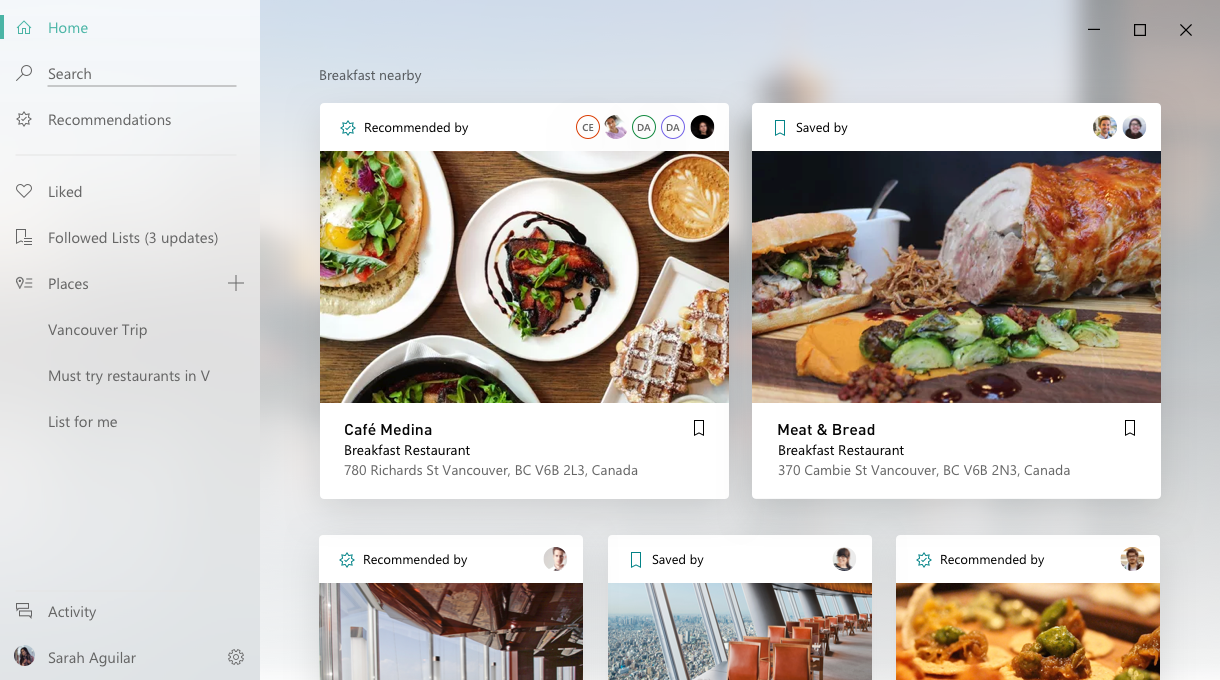 Home
Search
Recommendations
Liked
Followed Lists (3 updates)
Places
Vancouver Trip
Must try restaurants in V
List for me
Activity
Sarah Aguilar
Breakfast nearby
Recommended by
CE
DA
DA
Café Medina
Breakfast Restaurant
780 Richards St Vancouver, BC V6B 2L3, Canada
Saved by
Meat & Bread
Breakfast Restaurant
370 Cambie St Vancouver, BC V6B 2N3, Canada
Recommended by
Saved by
Recommended by